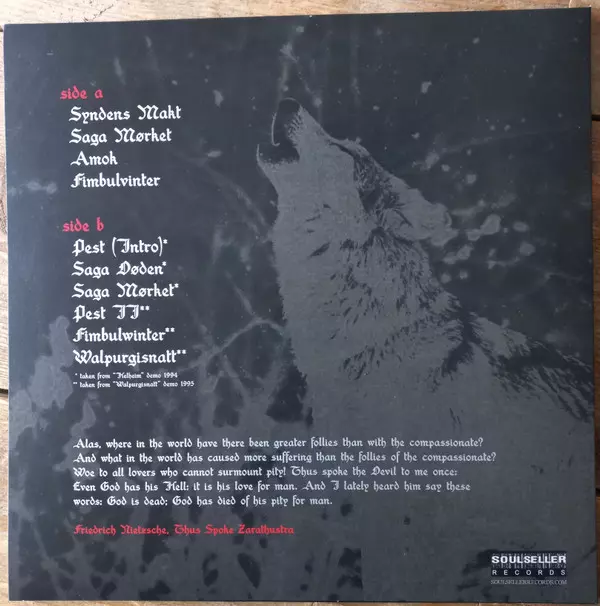 side a
Syndens Makt
Saga Mørket
Amok
Fimbulvinter
side b
Pest (Intro)*
Saga Døden*
Saga Mørket*
Pest II**
Fimbulwinter**
Walpurgisnatt**
* taken from "Helheim" demo 1994
** taken from "Walpurgisnatt" demo 1995
Alas, where in the world have there been greater follies than with the compassionate?
And what in the world has caused more suffering than the follies of the compassionate?
Woe to all lovers who cannot surmount pity! Thus spoke the Devil to me once:
Even God has his Hell: it is his love for man. And I lately heard him say these
words: God is dead; God has died of his pity for man.
Friedrich Nietzsche, Thus Spoke Zarathustra
SOULSELLER
RECORDS
SOULSELLERRECORDS.COM